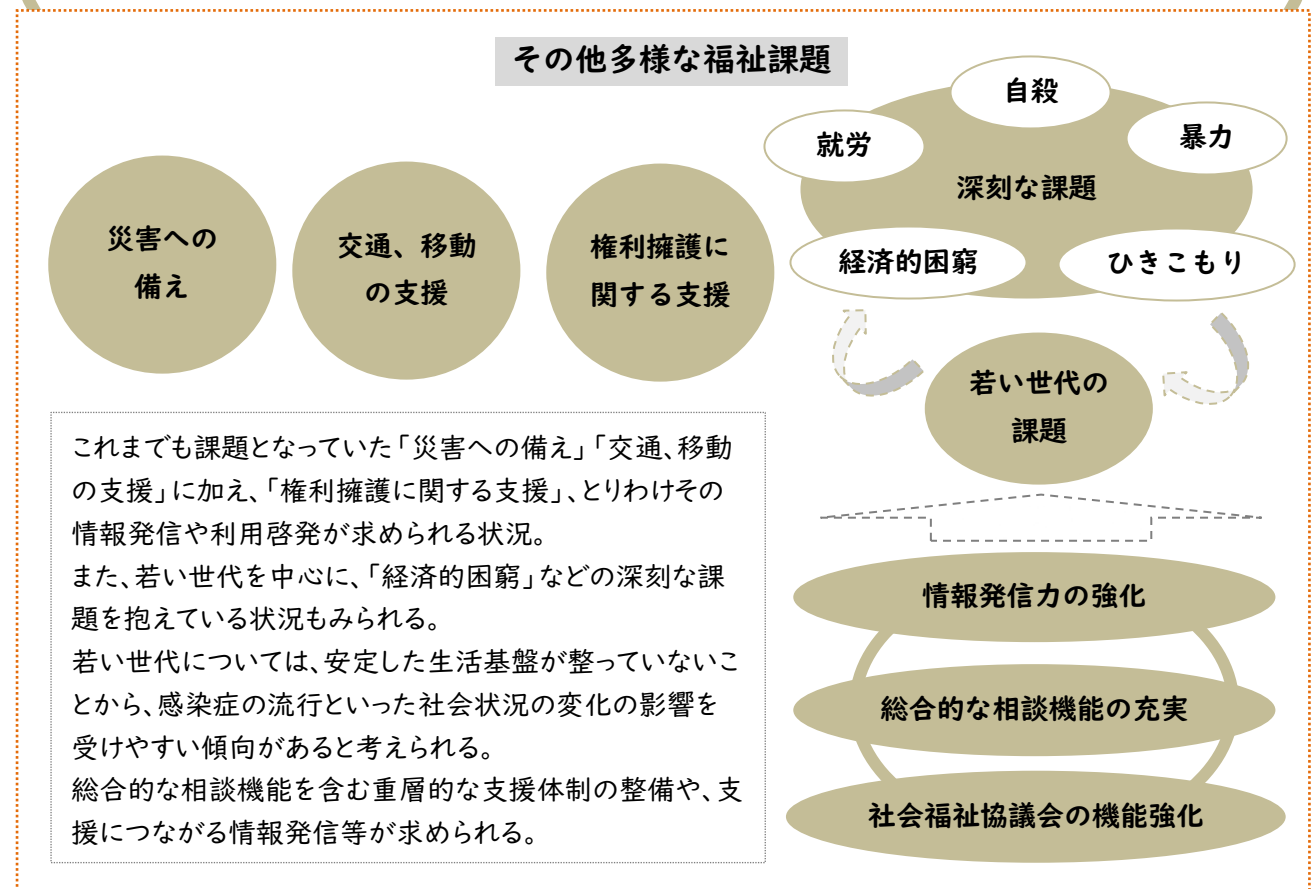 その他多様な福祉課題
災害への
備え
交通、移動
の支援
権利擁護に
関する支援
自殺
就労
暴力
深刻な課題
経済的困窮
ひきこもり
若い世代の
課題
これまでも課題となっていた「災害への備え」「交通、移動
の支援」に加え、「権利擁護に関する支援」、とりわけその
情報発信や利用啓発が求められる状況。
また、若い世代を中心に、「経済的困窮」などの深刻な課
題を抱えている状況もみられる。
若い世代については、安定した生活基盤が整っていないこ
とから、感染症の流行といった社会状況の変化の影響を
受けやすい傾向があると考えられる。
総合的な相談機能を含む重層的な支援体制の整備や、支
援につながる情報発信等が求められる。
情報発信力の強化
総合的な相談機能の充実
社会福祉協議会の機能強化